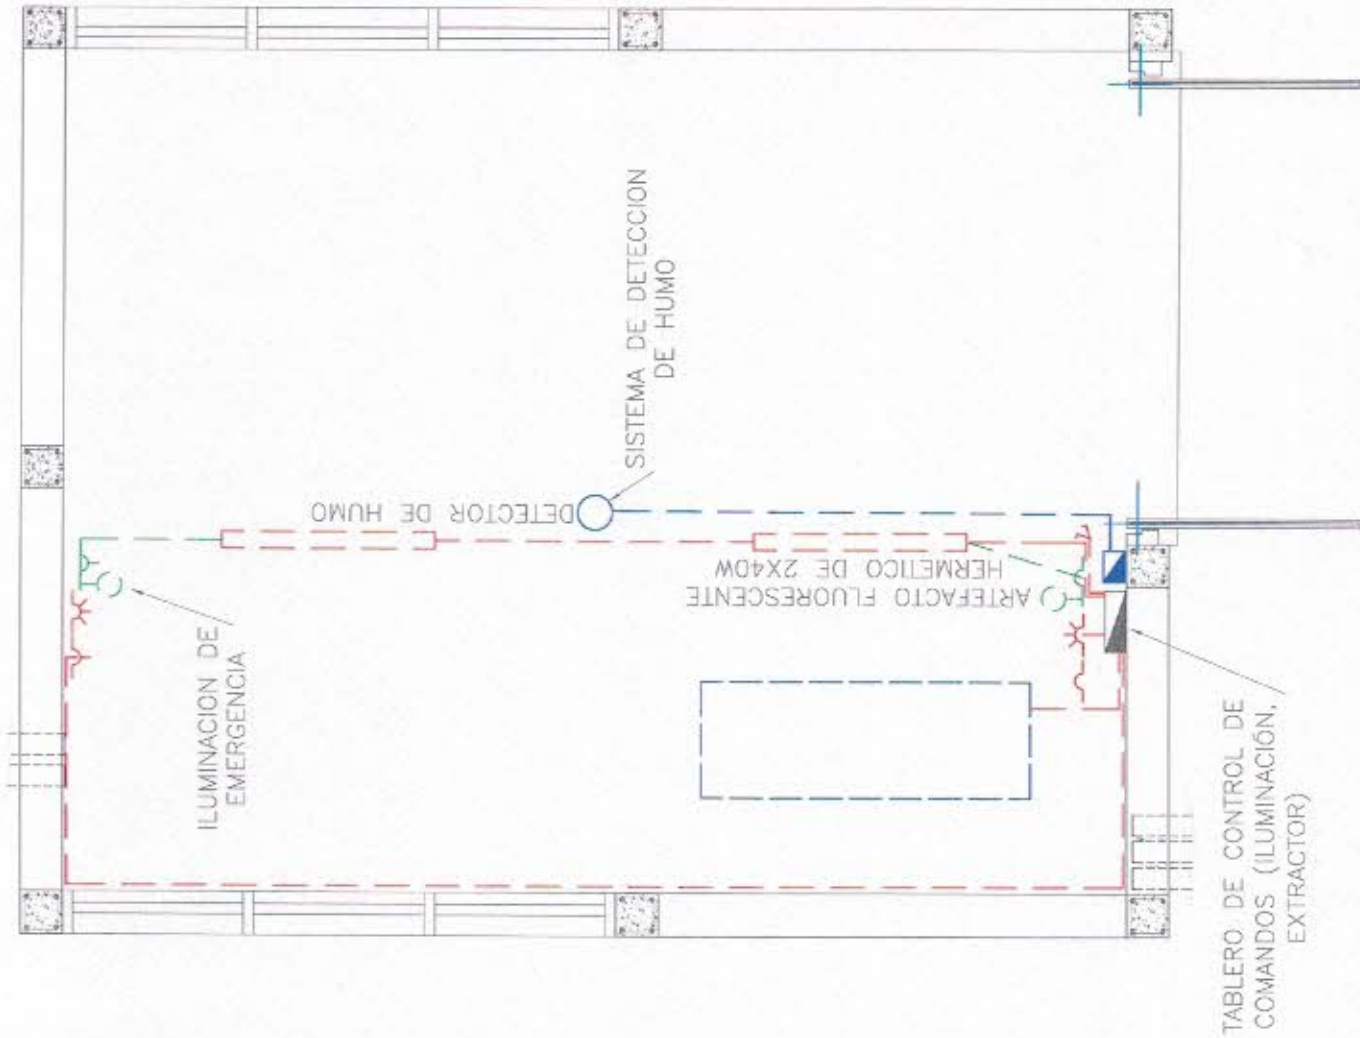 SISTEMA DE DETECCION
DE HUMO
DETECTOR DE HUMO
ARTEFACTO FLUORESCENTE
HERMETICO DE 2X40W
ILUMINACION DE
EMERGENCIA
TABLERO DE CONTROL DE
COMANDOS (ILUMINACIÓN,
EXTRACTOR)